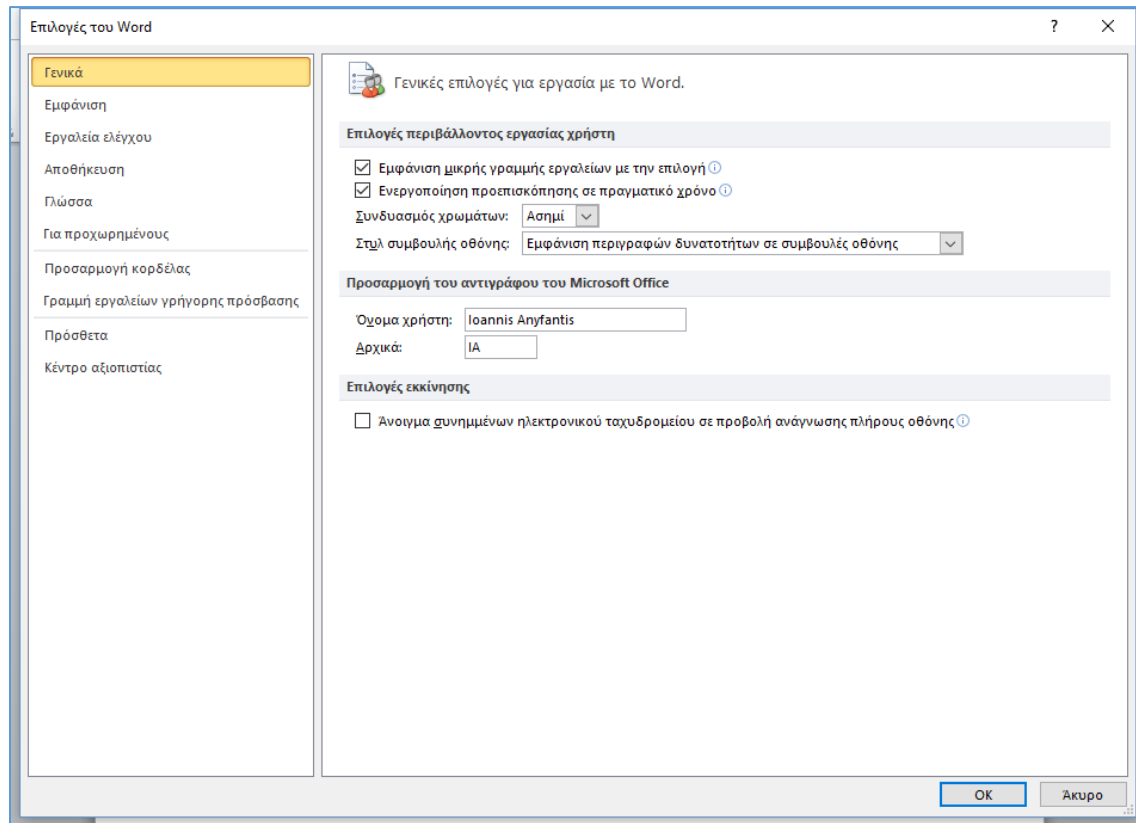 Επιλογές του Word
?
Γενικά
Εμφάνιση
Εργαλεία ελέγχου
Αποθήκευση
Γλώσσα
Για προχωρημένους
Προσαρμογή κορδέλας
Γραμμή εργαλείων γρήγορης πρόσβασης
Πρόσθετα
Κέντρο αξιοπιστίας
Γενικές επιλογές για εργασία με το Word.
Επιλογές περιβάλλοντος εργασίας χρήστη
Εμφάνιση μικρής γραμμής εργαλείων με την επιλογή
Ενεργοποίηση προεπισκόπησης σε πραγματικό χρόνο
Συνδυασμός χρωμάτων: Ασημί
Στυλ συμβουλής οθόνης: Εμφάνιση περιγραφών δυνατοτήτων σε συμβουλές οθόνης
Προσαρμογή του αντιγράφου του Microsoft Office
Όνομα χρήστη: Ioannis Anyfantis
Αρχικά: IA
Επιλογές εκκίνησης
Άνοιγμα συνημμένων ηλεκτρονικού ταχυδρομείου σε προβολή ανάγνωσης πλήρους οθόνης
OK Άκυρο